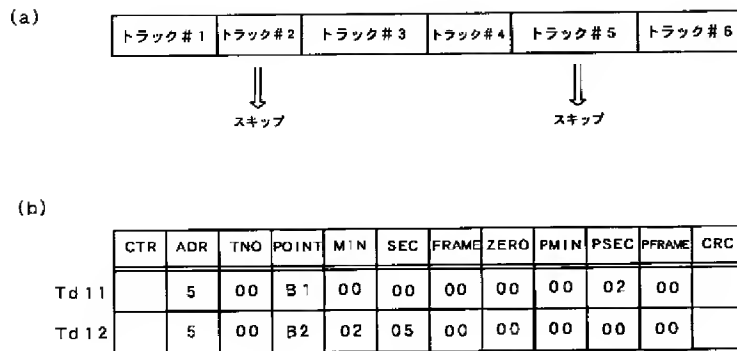 (a)
トラック#1 トラック#2 トラック#3 トラック#4 トラック#5 トラック#6
スキップ スキップ
(b)
CTR ADR TNO POINT MIN SEC FRAME ZERO PMIN PSEC PFRAME CRC
Td11 5 00 B1 00 00 00 00 00 02 00
Td12 5 00 B2 02 05 00 00 00 00 00